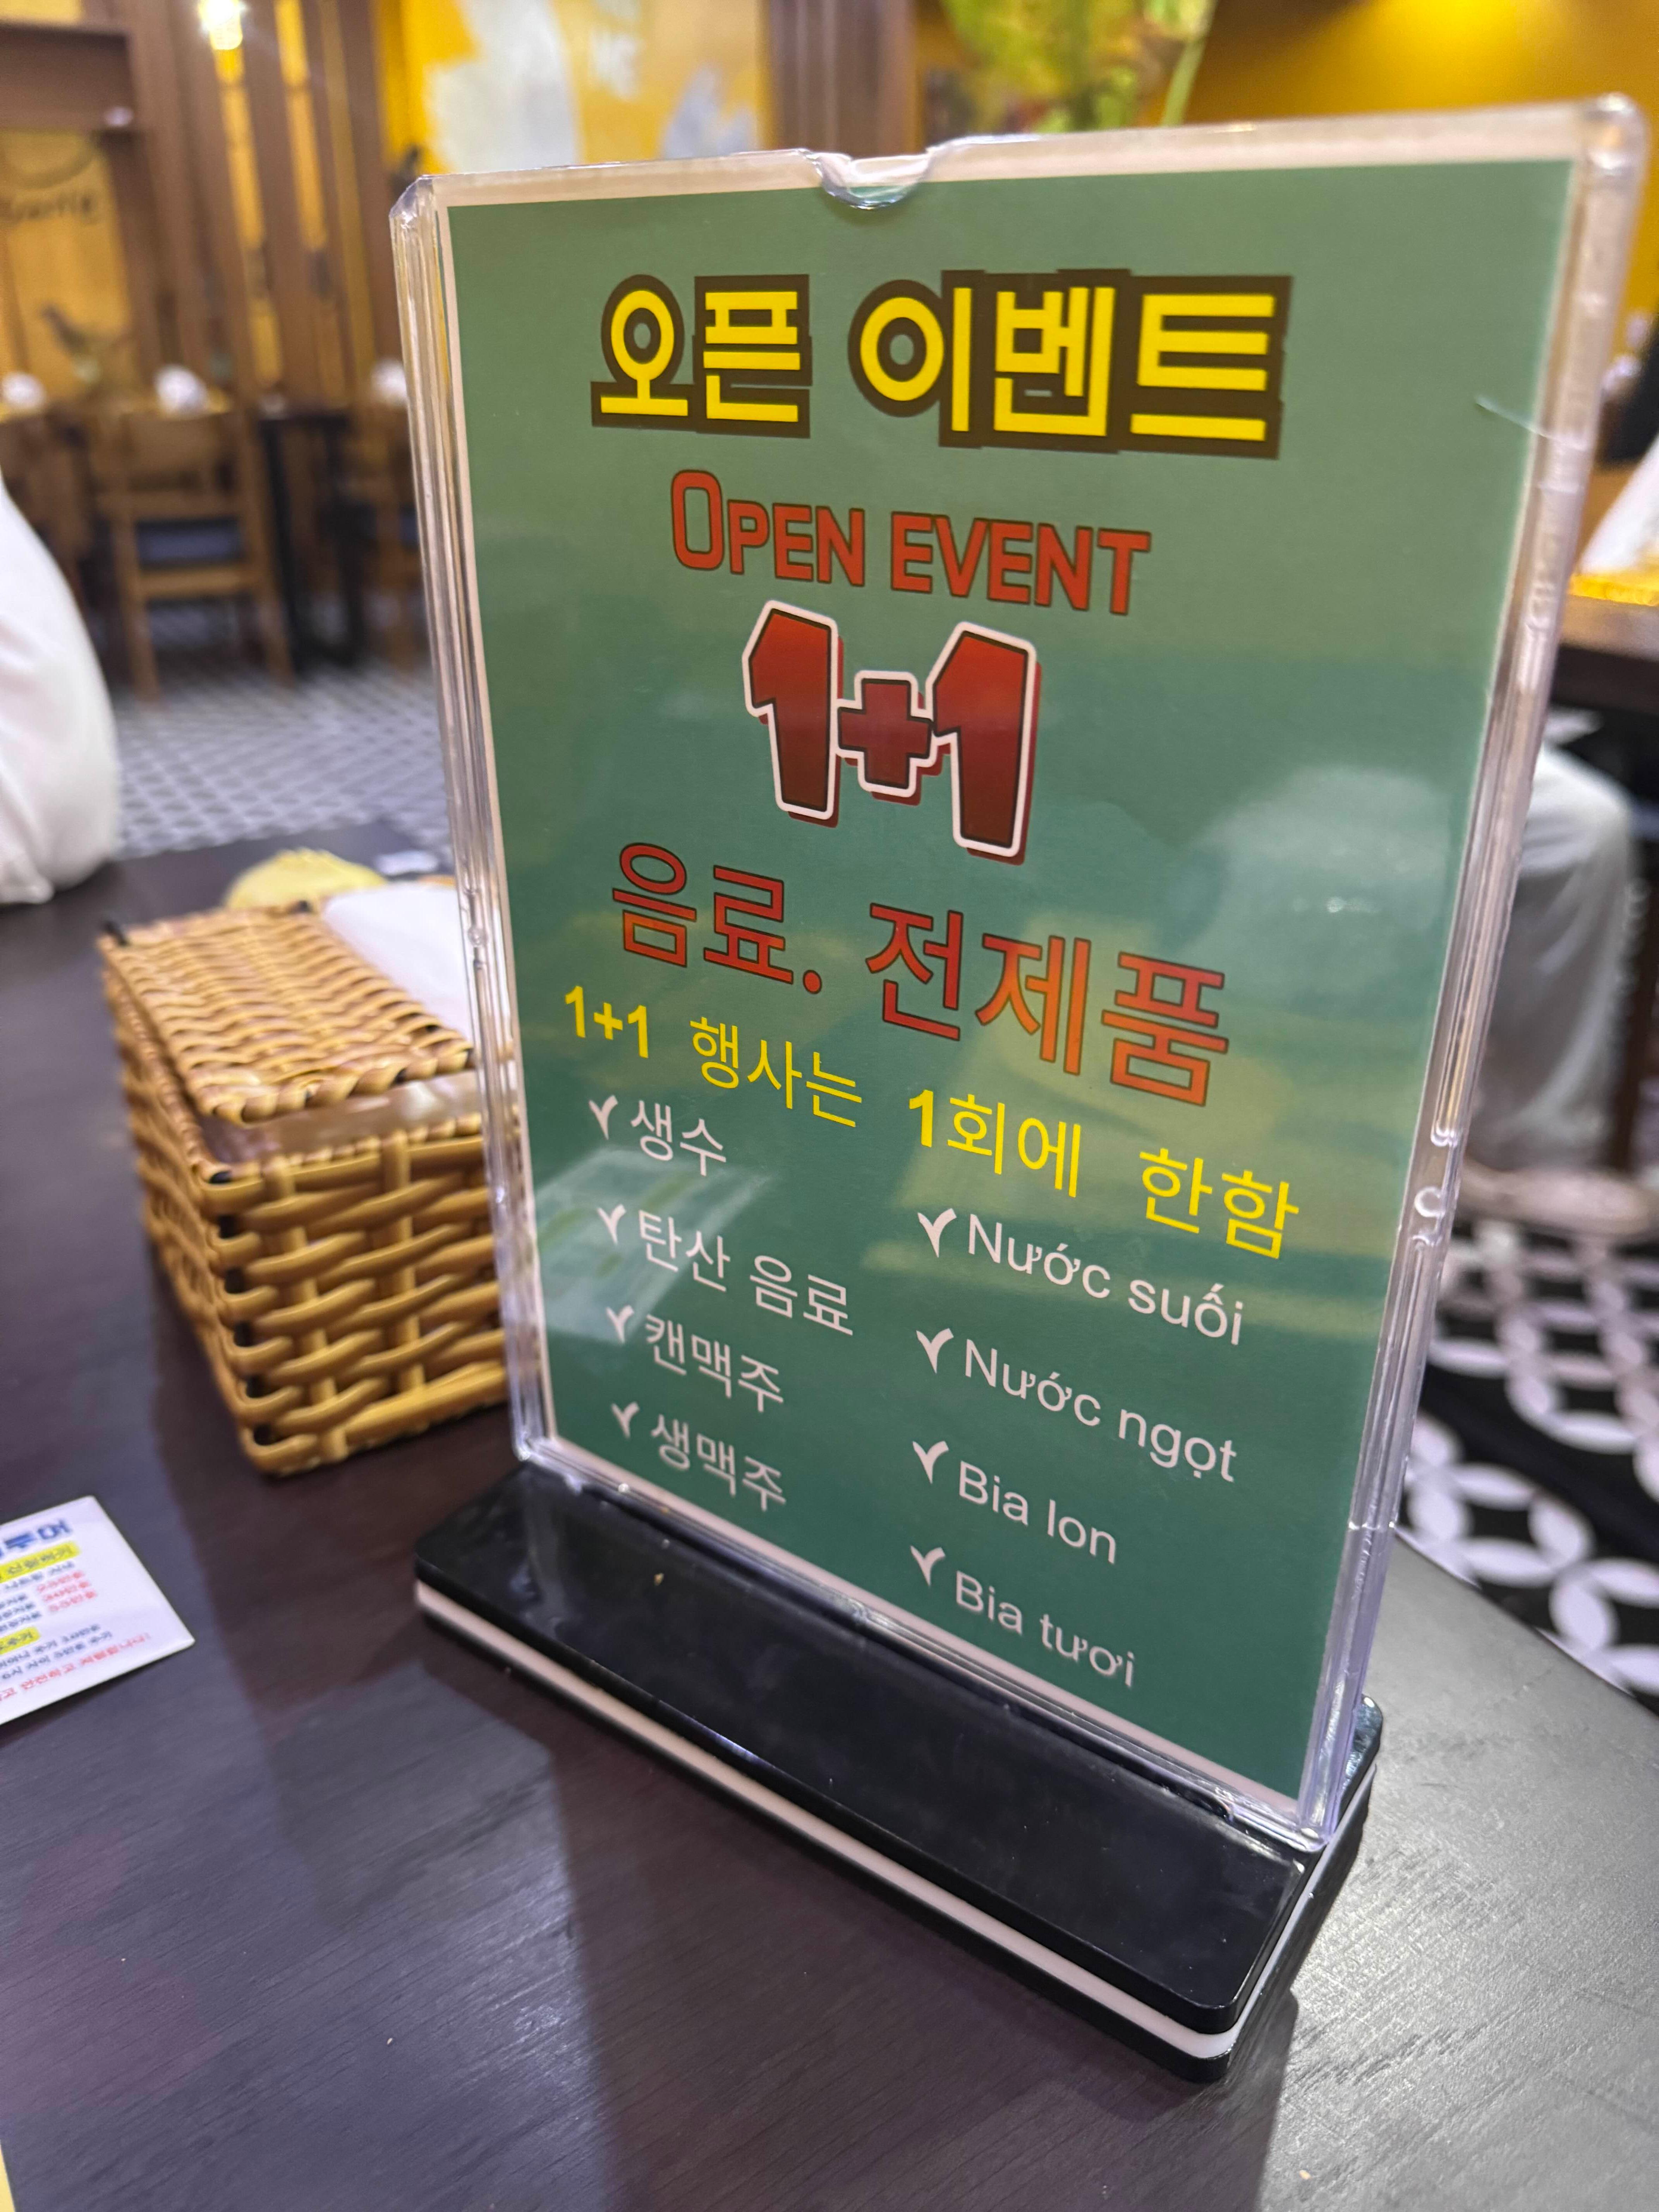 오픈 이벤트
OPEN EVENT
1+1
음료. 전제품
1+1 행사는 1회에 한함
✓ 생수
✓ 탄산 음료
✓ 캔맥주
✓ 생맥주
✓ Nước suối
✓ Nước ngọt
✓ Bia lon
✓ Bia tươi